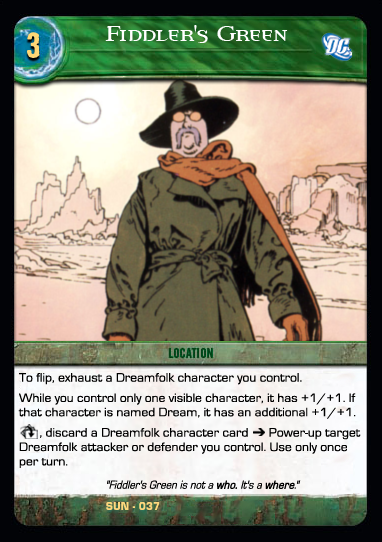 3
FIDDLER'S GREEN
DC
LOCATION
To flip, exhaust a Dreamfolk character you control.
While you control only one visible character, it has +1/+1. If
that character is named Dream, it has an additional +1/+1.
, discard a Dreamfolk character card ➔ Power-up target
Dreamfolk attacker or defender you control. Use only once
per turn.
"Fiddler's Green is not a who. It's a where."
SUN · 037